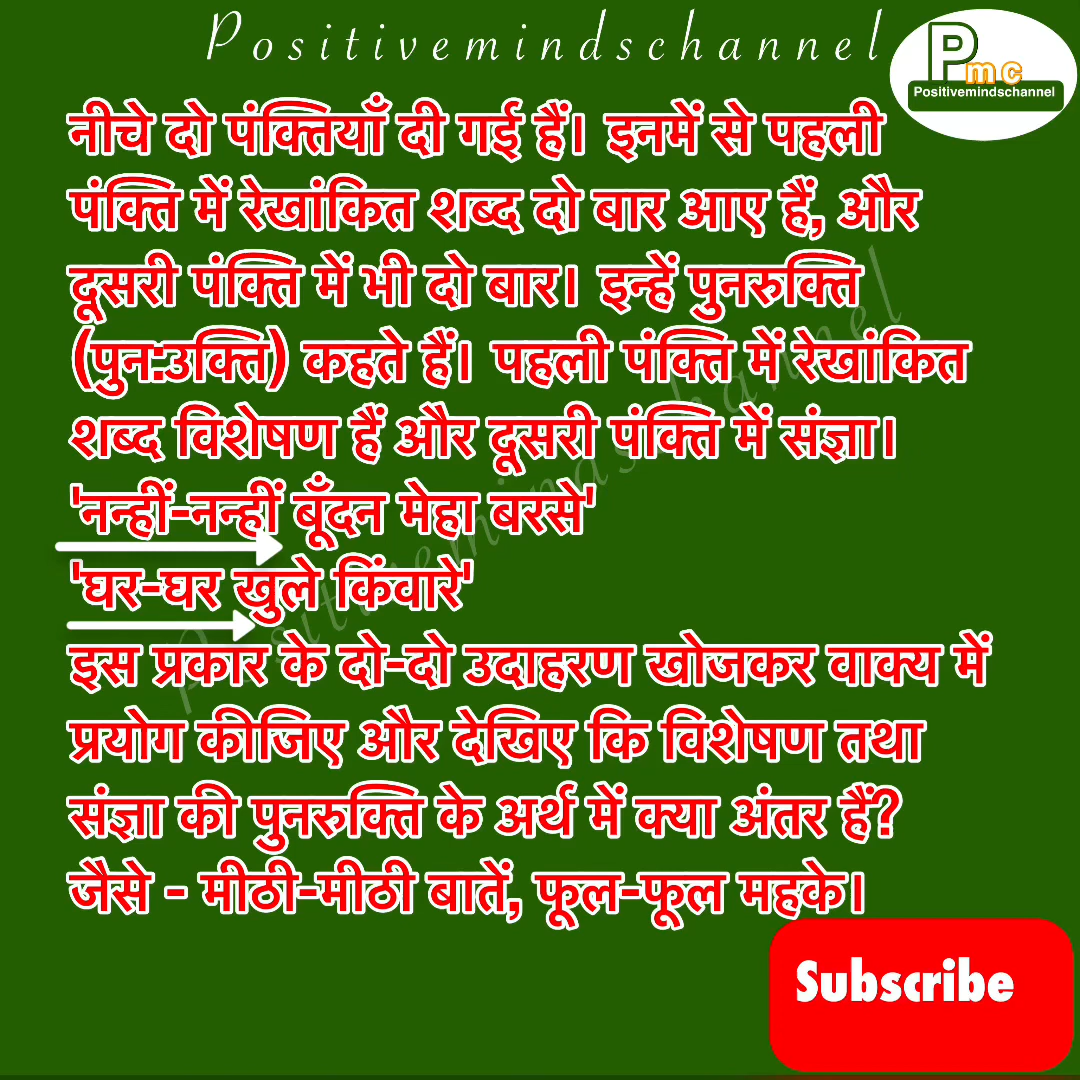 Positivemindschannel
Pmc
Positivemindschannel
नीचे दो पंक्तियाँ दी गई हैं। इनमें से पहली
पंक्ति में रेखांकित शब्द दो बार आए हैं, और
दूसरी पंक्ति में भी दो बार। इन्हें पुनरुक्ति
(पुन:उक्ति) कहते हैं। पहली पंक्ति में रेखांकित
शब्द विशेषण हैं और दूसरी पंक्ति में संज्ञा।
'नन्हीं-नन्हीं बूँदन मेहा बरसे'
'घर-घर खुले किंवारे'
इस प्रकार के दो-दो उदाहरण खोजकर वाक्य में
प्रयोग कीजिए और देखिए कि विशेषण तथा
संज्ञा की पुनरुक्ति के अर्थ में क्या अंतर हैं?
जैसे - मीठी-मीठी बातें, फूल-फूल महके।
Positivemindschannel
Subscribe